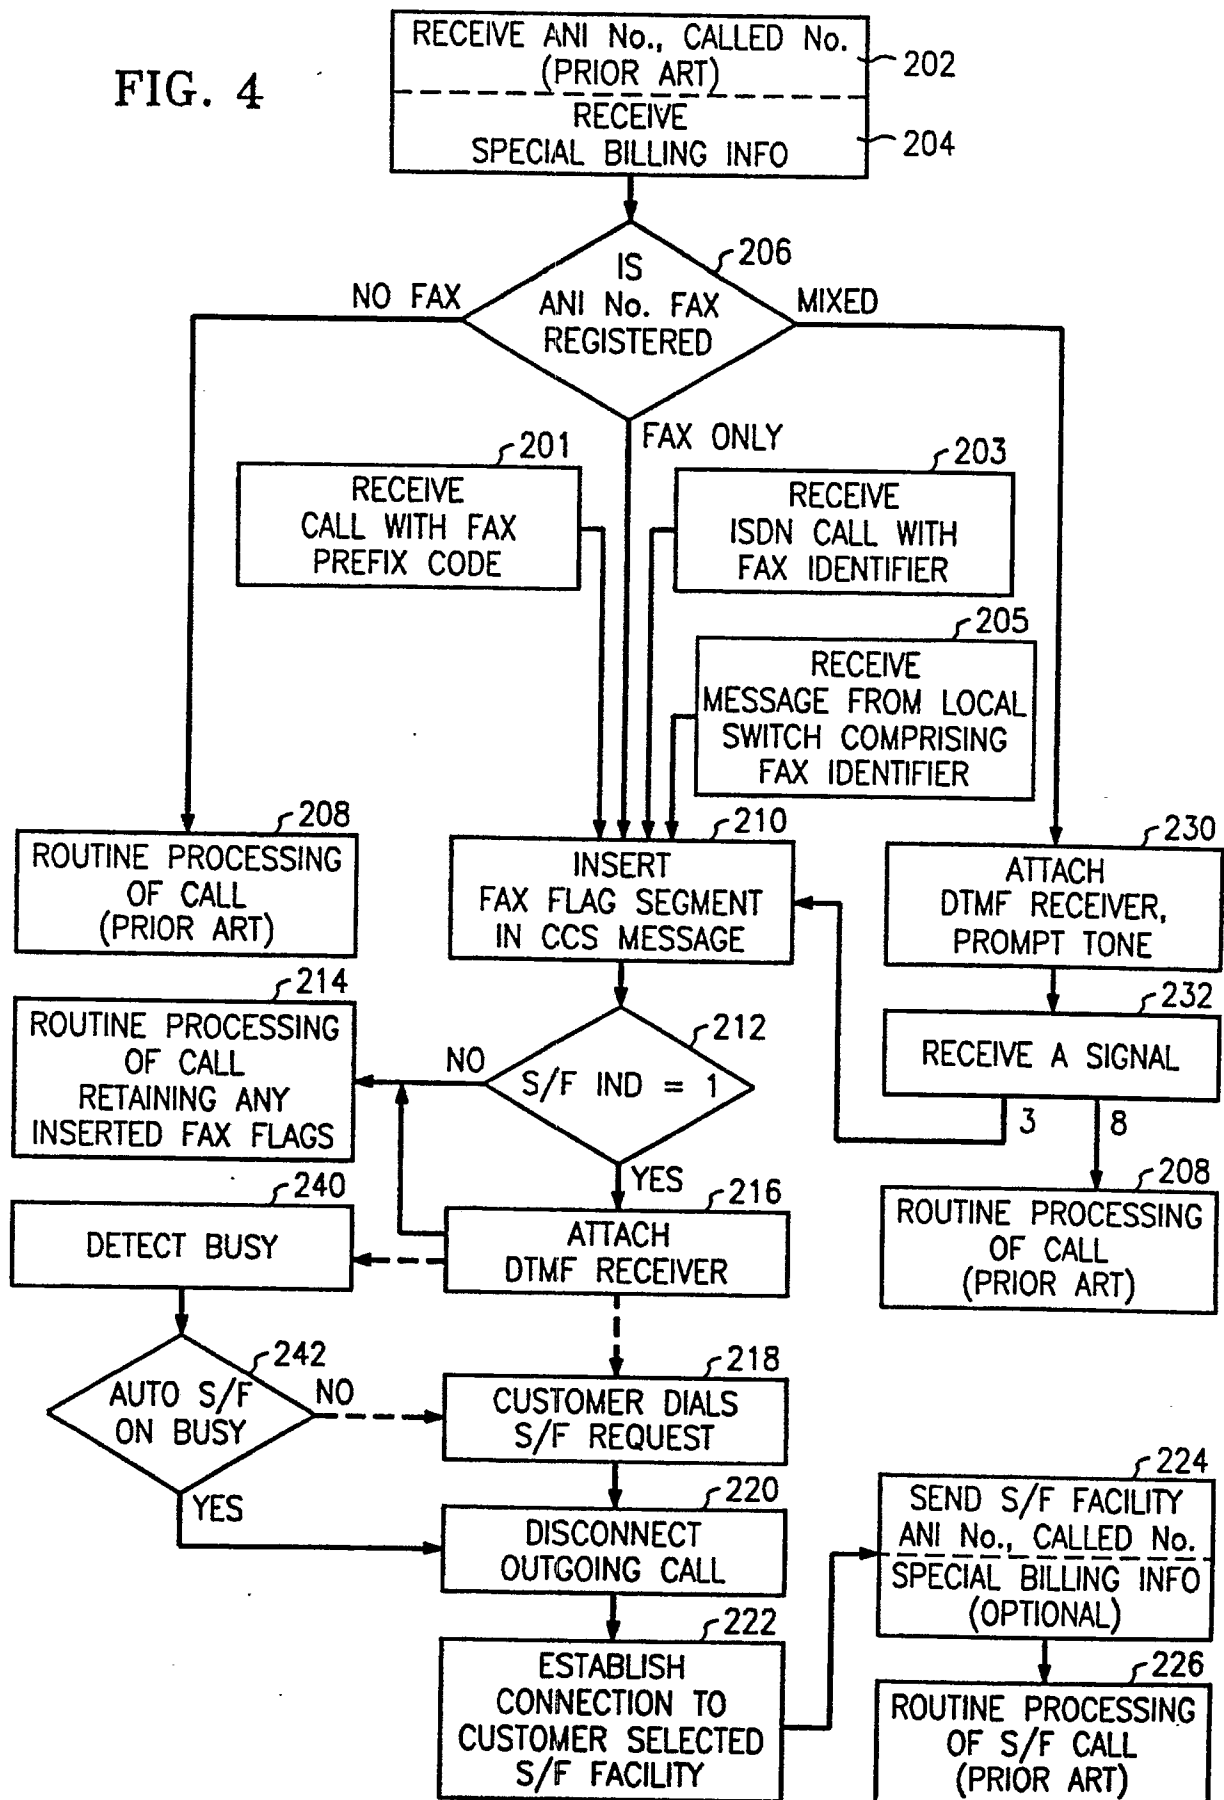 FIG. 4
RECEIVE ANI No., CALLED No.
(PRIOR ART)
202
RECEIVE
SPECIAL BILLING INFO
204
206
IS
ANI No. FAX
REGISTERED
NO FAX
MIXED
FAX ONLY
201
RECEIVE
CALL WITH FAX
PREFIX CODE
203
RECEIVE
ISDN CALL WITH
FAX IDENTIFIER
205
RECEIVE
MESSAGE FROM LOCAL
SWITCH COMPRISING
FAX IDENTIFIER
208
ROUTINE PROCESSING
OF CALL
(PRIOR ART)
210
INSERT
FAX FLAG SEGMENT
IN CCS MESSAGE
230
ATTACH
DTMF RECEIVER,
PROMPT TONE
214
ROUTINE PROCESSING
OF CALL
RETAINING ANY
INSERTED FAX FLAGS
212
NO
S/F IND = 1
YES
232
RECEIVE A SIGNAL
3
8
208
ROUTINE PROCESSING
OF CALL
(PRIOR ART)
240
DETECT BUSY
216
ATTACH
DTMF RECEIVER
242
AUTO S/F
ON BUSY
NO
YES
218
CUSTOMER DIALS
S/F REQUEST
220
DISCONNECT
OUTGOING CALL
222
ESTABLISH
CONNECTION TO
CUSTOMER SELECTED
S/F FACILITY
224
SEND S/F FACILITY
ANI No., CALLED No.
SPECIAL BILLING INFO
(OPTIONAL)
226
ROUTINE PROCESSING
OF S/F CALL
(PRIOR ART)